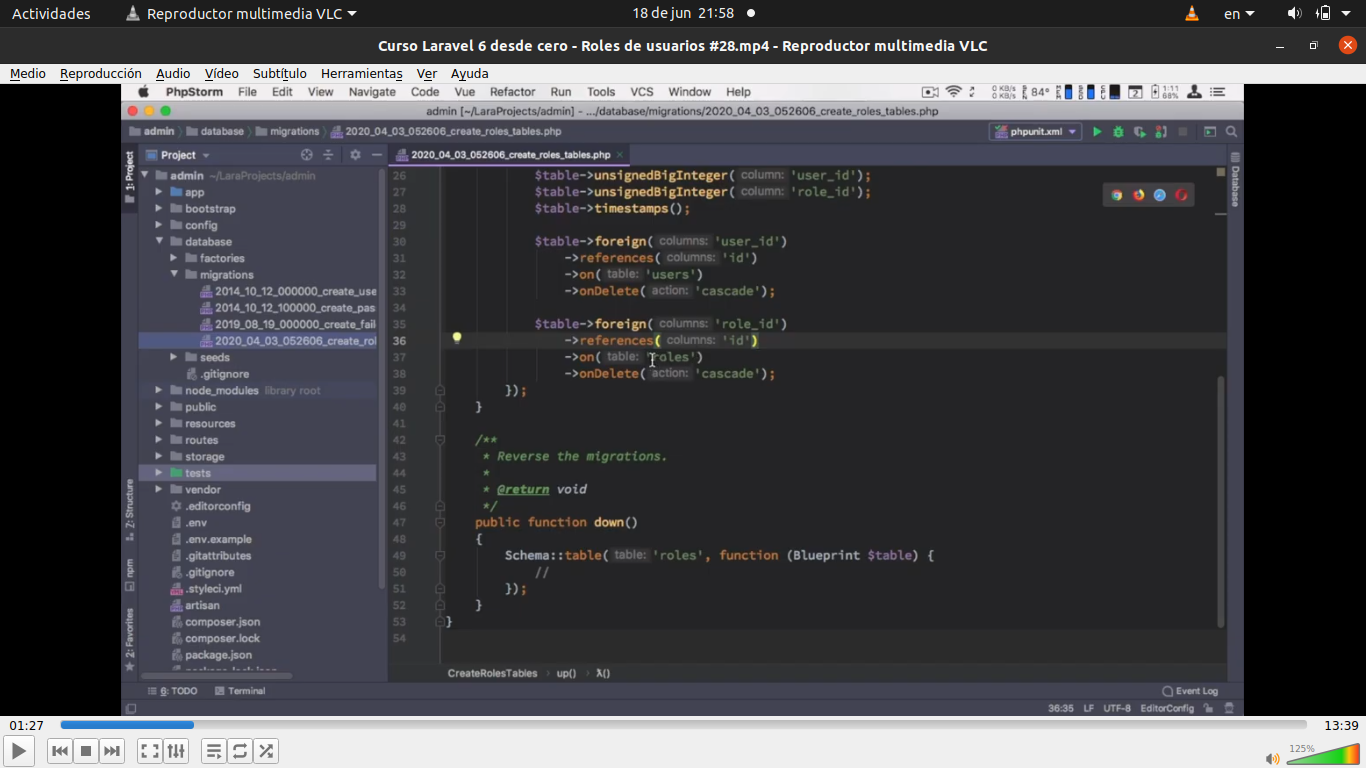 Actividades
Reproductor multimedia VLC
18 de jun 21:58
en
Curso Laravel 6 desde cero - Roles de usuarios #28.mp4 - Reproductor multimedia VLC
Medio Reproducción Audio Vídeo Subtítulo Herramientas Ver Ayuda
PhpStorm File Edit View Navigate Code Vue Refactor Run Tools VCS Window Help
0 KB/s
0 KB/s
84°
2
1:11
68%
admin [~/LaraProjects/admin] - .../database/migrations/2020_04_03_052606_create_roles_tables.php
admin database migrations 2020_04_03_052606_create_roles_tables.php
phpunit.xml
1: Project
Project
2020_04_03_052606_create_roles_tables.php
Database
admin ~/LaraProjects/admin
app
bootstrap
config
database
factories
migrations
2014_10_12_000000_create_use
2014_10_12_100000_create_pas
2019_08_19_000000_create_fail
2020_04_03_052606_create_rol
seeds
.gitignore
node_modules library root
public
resources
routes
storage
tests
vendor
.editorconfig
.env
.env.example
.gitattributes
.gitignore
.styleci.yml
artisan
composer.json
composer.lock
package.json
package-lock.json
Z: Structure
npm
2: Favorites
26 $table->unsignedBigInteger( column: 'user_id');
27 $table->unsignedBigInteger( column: 'role_id');
28 $table->timestamps();
29
30 $table->foreign( columns: 'user_id')
31 ->references( columns: 'id')
32 ->on( table: 'users')
33 ->onDelete( action: 'cascade');
34
35 $table->foreign( columns: 'role_id')
36 ->references( columns: 'id')
37 ->on( table: 'roles')
38 ->onDelete( action: 'cascade');
39 });
40 }
41
42 /**
43 * Reverse the migrations.
44 *
45 * @return void
46 */
47 public function down()
48 {
49 Schema::table( table: 'roles', function (Blueprint $table) {
50 //
51 });
52 }
53 }
54
CreateRolesTables up() λ()
6: TODO Terminal
Event Log
36:35 LF UTF-8 EditorConfig
01:27
13:39
125%